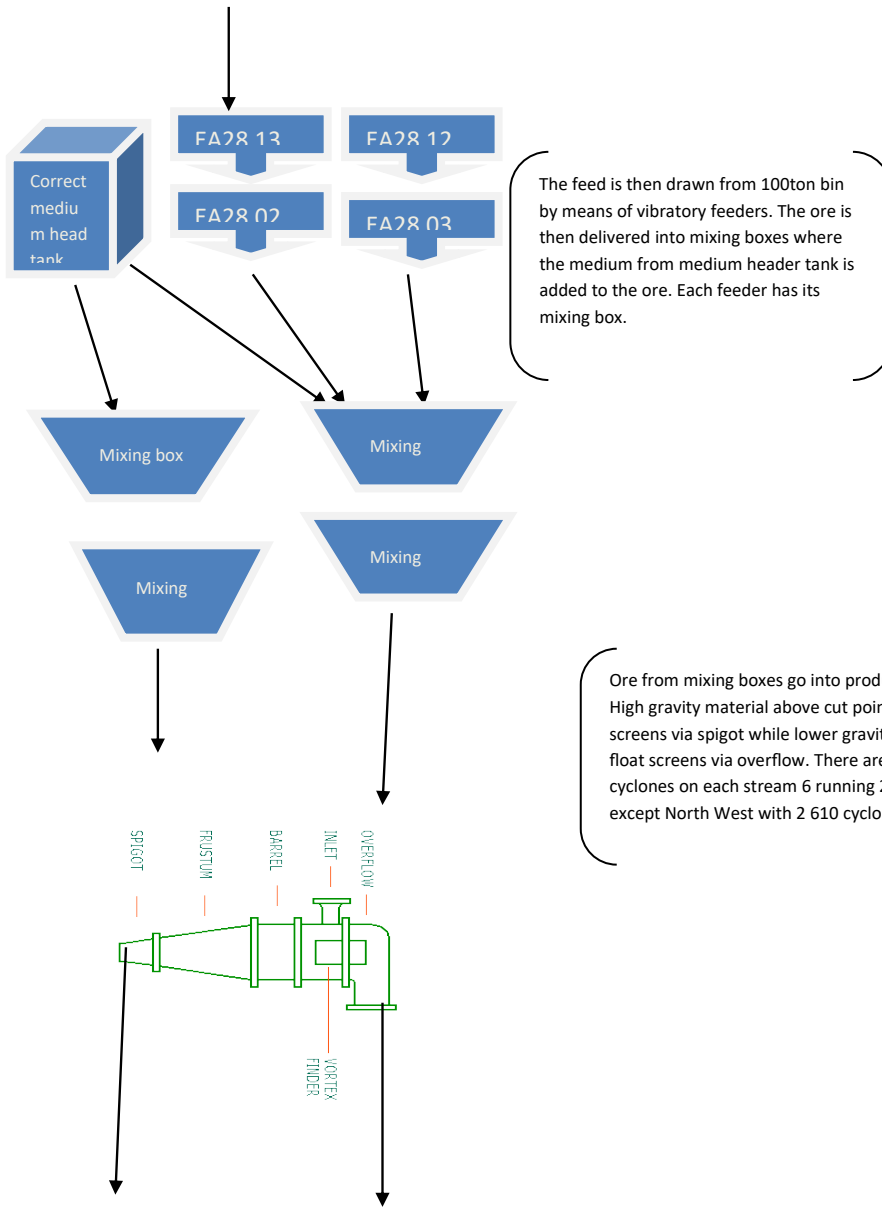 FA28 13
FA28 12
Correct
mediu
m head
tank
FA28 02
FA28 03
The feed is then drawn from 100ton bin
by means of vibratory feeders. The ore is
then delivered into mixing boxes where
the medium from medium header tank is
added to the ore. Each feeder has its
mixing box.
Mixing box
Mixing
Mixing
Mixing
Ore from mixing boxes go into prod
High gravity material above cut poin
screens via spigot while lower gravit
float screens via overflow. There are
cyclones on each stream 6 running 2
except North West with 2 610 cyclo
SPIGOT
FRUSTUM
BARREL
INLET
OVERFLOW
VORTEX
FINDER